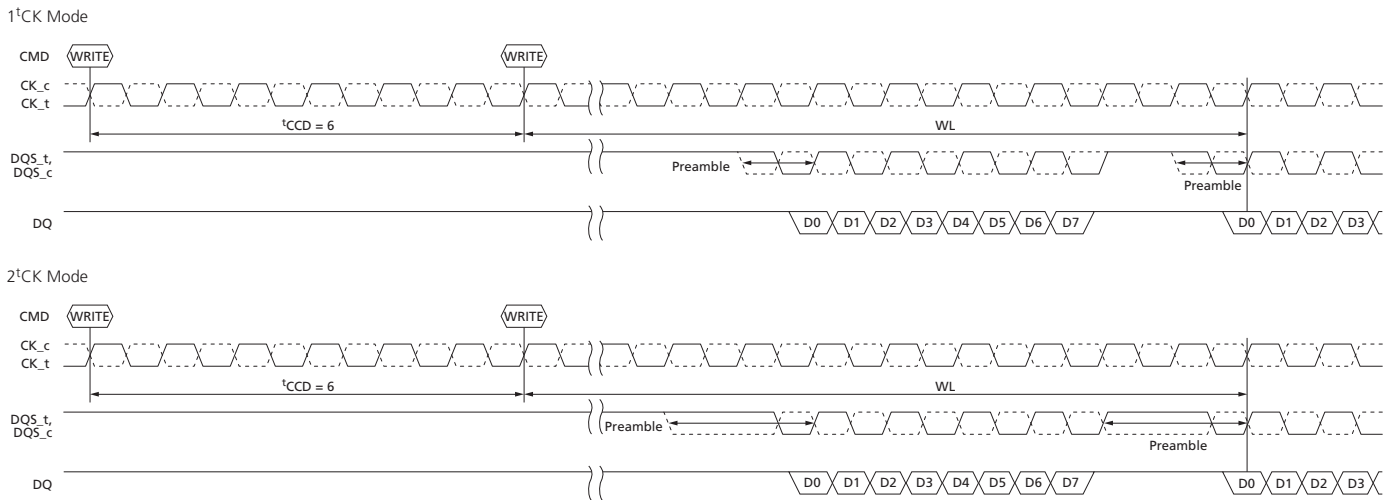 1tCK Mode
CMD WRITE WRITE
CK_c
CK_t
tCCD = 6 WL
DQS_t,
DQS_c
Preamble Preamble
DQ D0 D1 D2 D3 D4 D5 D6 D7 D0 D1 D2 D3
2tCK Mode
CMD WRITE WRITE
CK_c
CK_t
tCCD = 6 WL
DQS_t,
DQS_c
Preamble Preamble
DQ D0 D1 D2 D3 D4 D5 D6 D7 D0 D1 D2 D3